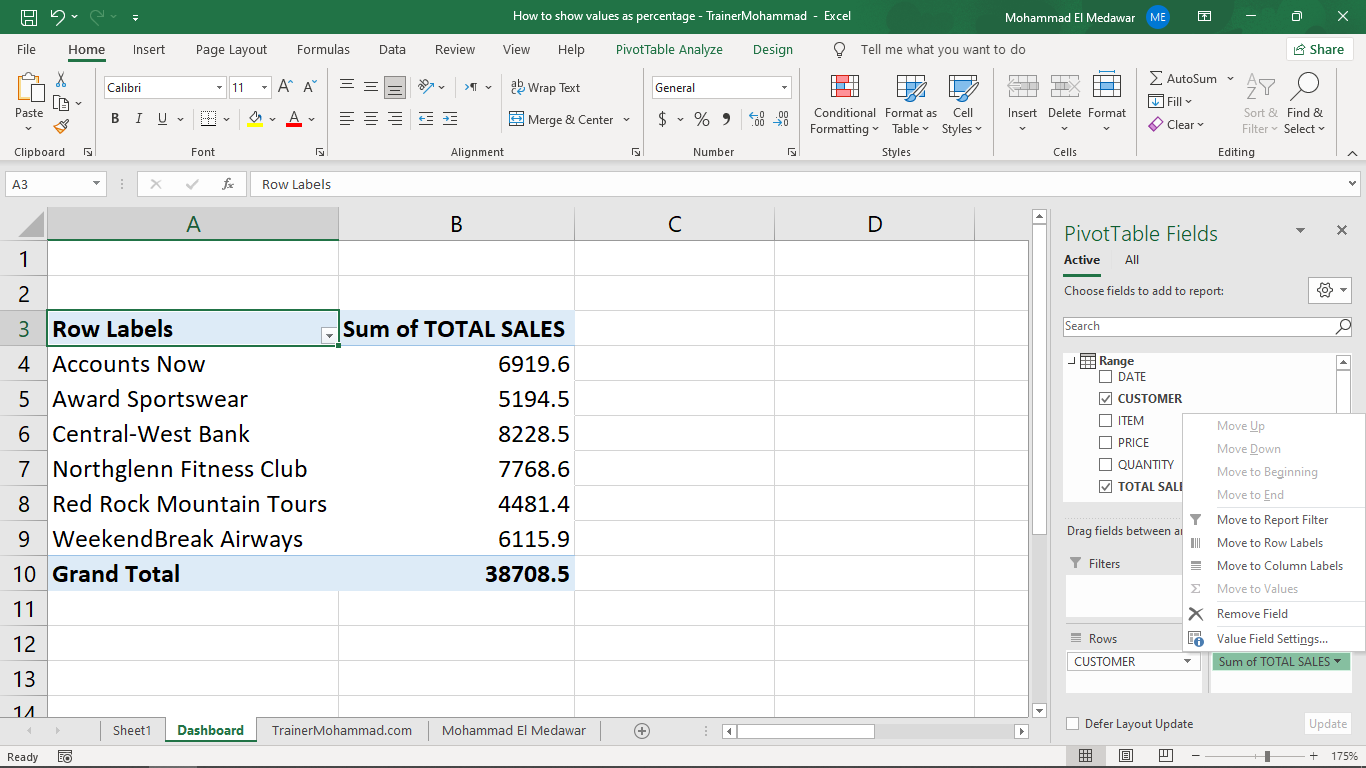 How to show values as percentage - TrainerMohammad - Excel
Mohammad El Medawar ME
File Home Insert Page Layout Formulas Data Review View Help PivotTable Analyze Design Tell me what you want to do Share
Paste
Clipboard
Calibri 11
B I U A
Font
Wrap Text
Merge & Center
Alignment
General
$ % ,
Number
Conditional Formatting
Format as Table
Cell Styles
Styles
Insert Delete Format
Cells
AutoSum
Fill
Clear
Sort & Filter
Find & Select
Editing
A3 fx Row Labels
A B C D
1
2
3 Row Labels Sum of TOTAL SALES
4 Accounts Now 6919.6
5 Award Sportswear 5194.5
6 Central-West Bank 8228.5
7 Northglenn Fitness Club 7768.6
8 Red Rock Mountain Tours 4481.4
9 WeekendBreak Airways 6115.9
10 Grand Total 38708.5
11
12
13
14
PivotTable Fields
Active All
Choose fields to add to report:
Search
Range
DATE
CUSTOMER
ITEM
PRICE
QUANTITY
TOTAL SALE
Drag fields between ar
Filters
Rows
CUSTOMER
Move Up
Move Down
Move to Beginning
Move to End
Move to Report Filter
Move to Row Labels
Move to Column Labels
Move to Values
Remove Field
Value Field Settings...
Sum of TOTAL SALES
Defer Layout Update Update
Sheet1 Dashboard TrainerMohammad.com Mohammad El Medawar
Ready 175%